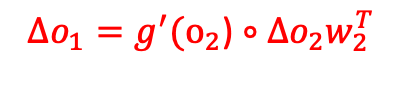 Δo₁ = g′(o₂) ∘ Δo₂w₂ᵀ